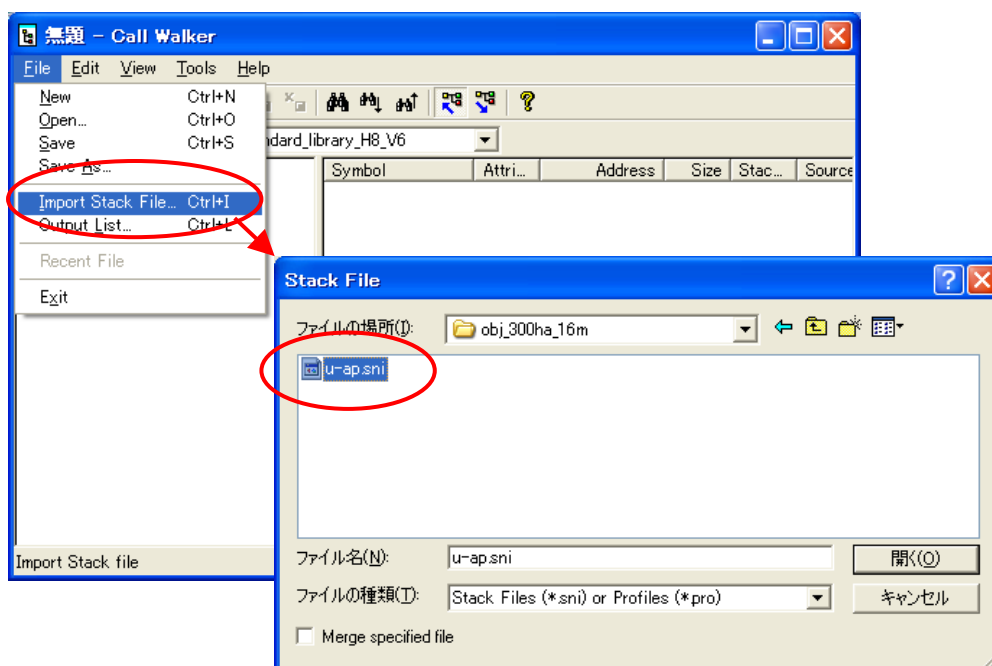 無題 - Call Walker
File Edit View Tools Help
New Ctrl+N
Open... Ctrl+O
Save Ctrl+S
Save As...
Import Stack File... Ctrl+I
Output List... Ctrl+L
Recent File
Exit
ndard_library_H8_V6
Symbol Attri... Address Size Stac... Source
Import Stack file
Stack File
ファイルの場所(I):
obj_300ha_16m
u-ap.sni
ファイル名(N): u-ap.sni 開く(O)
ファイルの種類(T): Stack Files (*.sni) or Profiles (*.pro) キャンセル
Merge specified file